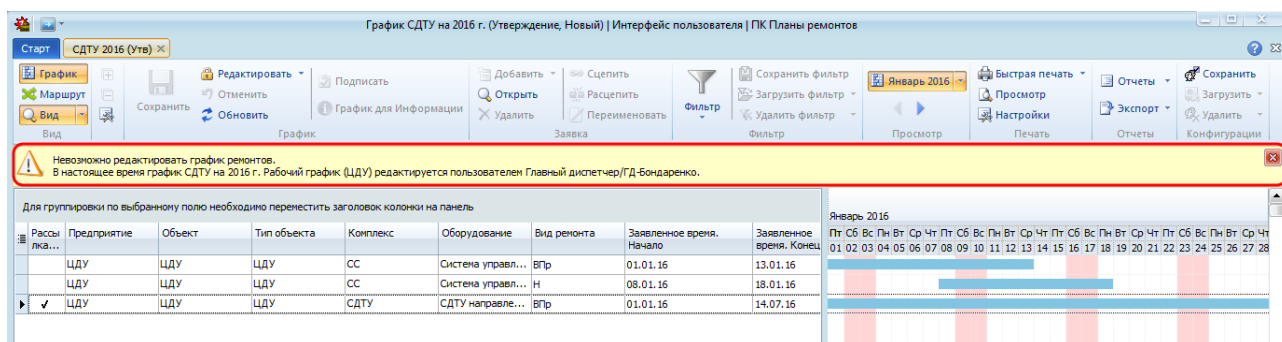 График СДТУ на 2016 г. (Утверждение, Новый) | Интерфейс пользователя | ПК Планы ремонтов
Старт СДТУ 2016 (Утв)
График Редактировать Подписать Добавить Сцепить Сохранить фильтр Январь 2016 Быстрая печать Отчеты Сохранить
Маршрут Сохранить Отменить График для Информации Открыть Расцепить Фильтр Загрузить фильтр Просмотр Экспорт Загрузить
Вид Обновить Удалить Переименовать Удалить фильтр Настройки Удалить
Вид График Заявка Фильтр Просмотр Печать Отчеты Конфигурации
Невозможно редактировать график ремонтов.
В настоящее время график СДТУ на 2016 г. Рабочий график (ЦДУ) редактируется пользователем Главный диспетчер/ГД-Бондаренко.
Для группировки по выбранному полю необходимо переместить заголовок колонки на панель
Январь 2016
Рассы Предприятие Объект Тип объекта Комплекс Оборудование Вид ремонта Заявленное время. Заявленное Пт Сб Вс Пн Вт Ср Чт Пт Сб Вс Пн Вт Ср Чт Пт Сб Вс Пн Вт Ср Чт Пт Сб Вс Пн Вт Ср Чт
лка... Начало время. Конец 01 02 03 04 05 06 07 08 09 10 11 12 13 14 15 16 17 18 19 20 21 22 23 24 25 26 27 28
ЦДУ ЦДУ ЦДУ СС Система управл... ВПр 01.01.16 13.01.16
ЦДУ ЦДУ ЦДУ СС Система управл... Н 08.01.16 18.01.16
ЦДУ ЦДУ ЦДУ СДТУ СДТУ направле... ВПр 01.01.16 14.07.16